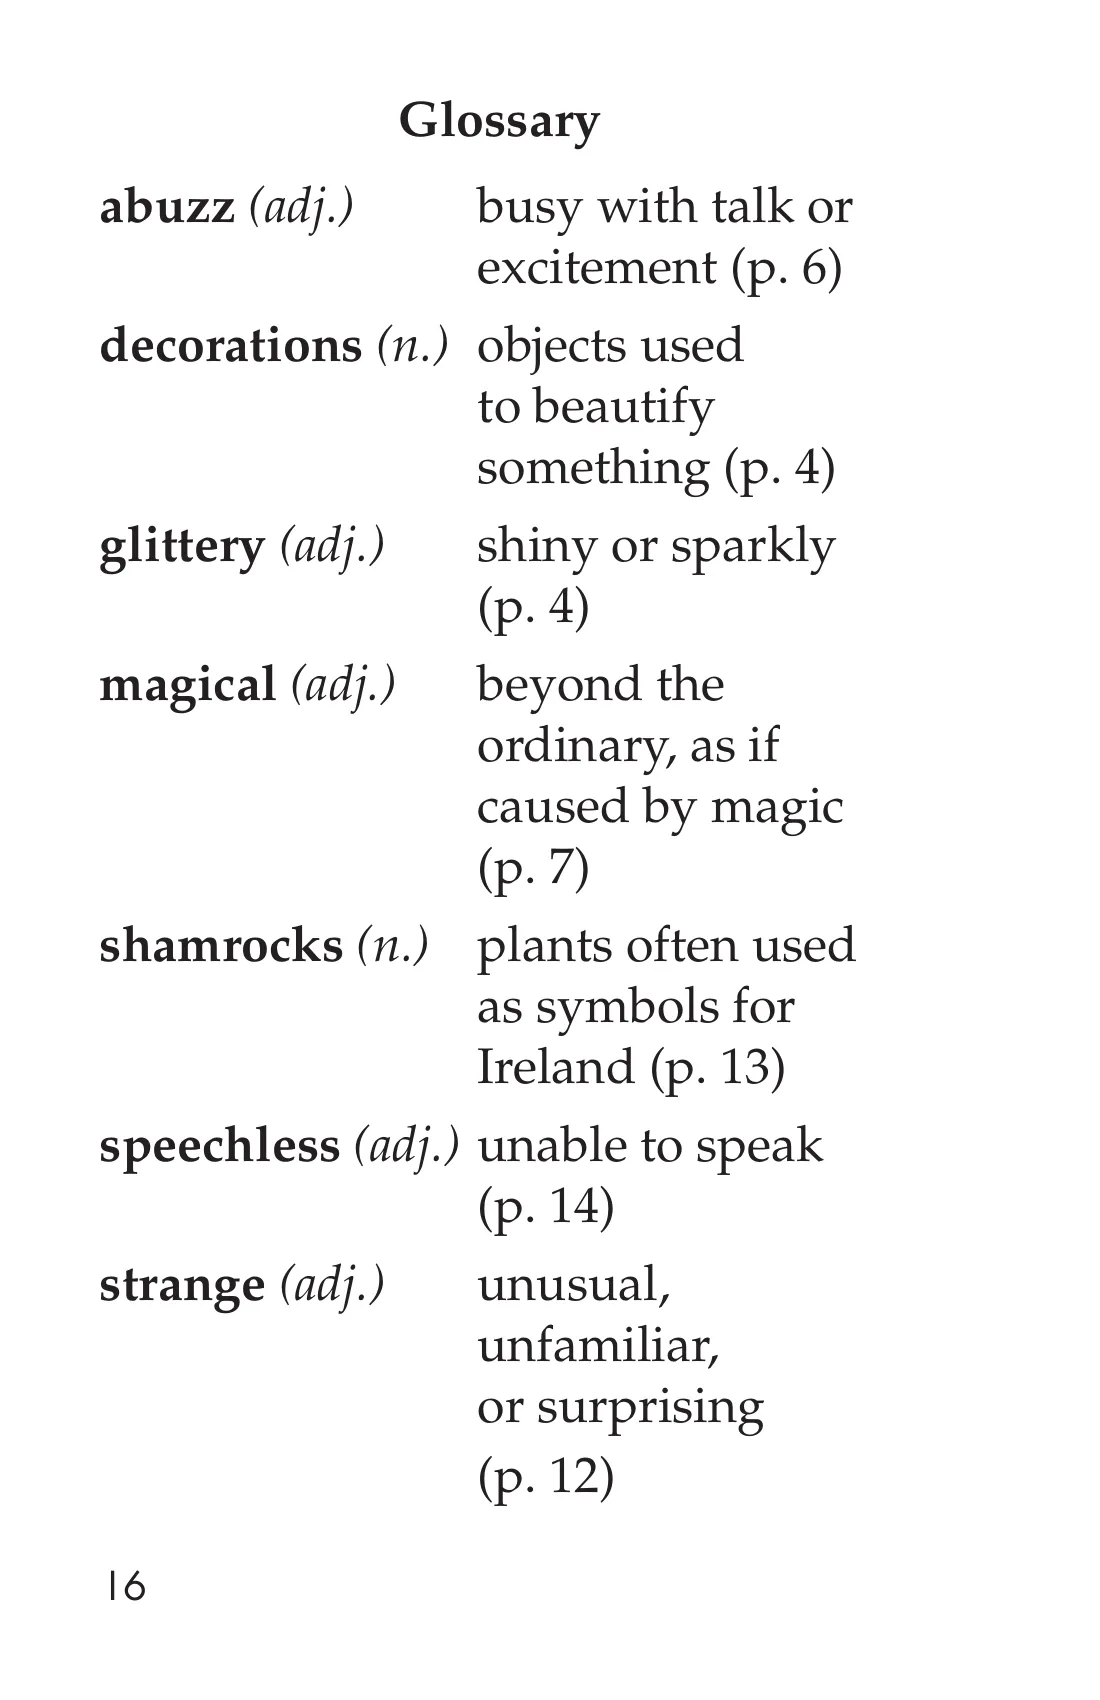 Glossary
abuzz (adj.) busy with talk or
excitement (p. 6)
decorations (n.) objects used
to beautify
something (p. 4)
glittery (adj.) shiny or sparkly
(p. 4)
magical (adj.) beyond the
ordinary, as if
caused by magic
(p. 7)
shamrocks (n.) plants often used
as symbols for
Ireland (p. 13)
speechless (adj.) unable to speak
(p. 14)
strange (adj.) unusual,
unfamiliar,
or surprising
(p. 12)
16